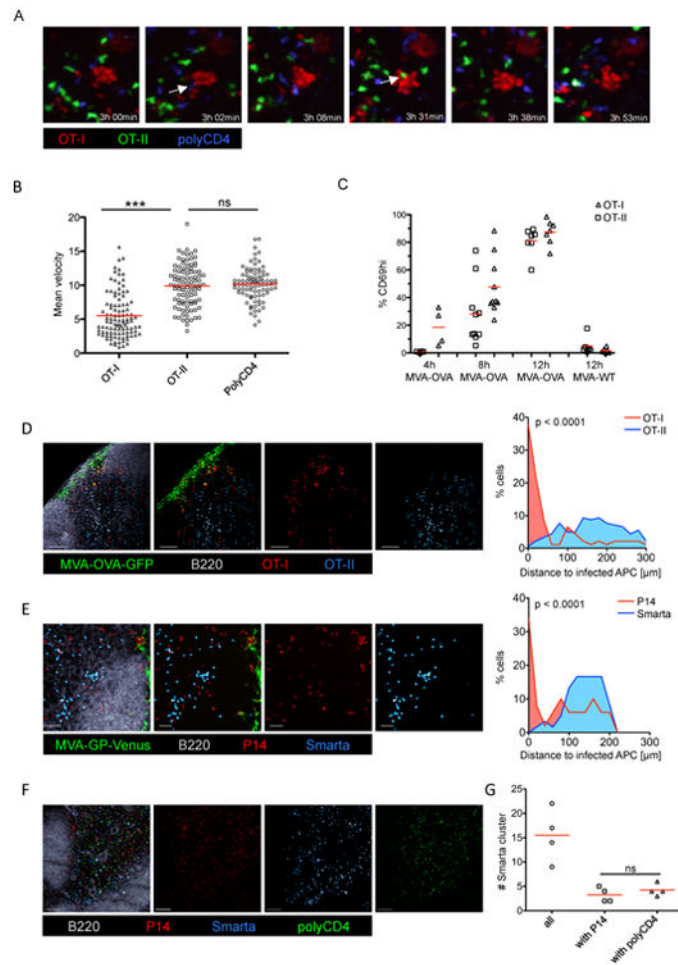 A
3h 00min 3h 02min 3h 08min 3h 31min 3h 38min 3h 53min
OT-I OT-II polyCD4
B
*** ns
Mean velocity
20
15
10
5
0
OT-I OT-II PolyCD4
C
OT-I
OT-II
% CD69hi
100
80
60
40
20
0
4h 8h 12h 12h
MVA-OVA MVA-OVA MVA-OVA MVA-WT
D
MVA-OVA-GFP B220 OT-I OT-II
p < 0.0001
OT-I
OT-II
% cells
40
30
20
10
0
0 100 200 300
Distance to infected APC [µm]
E
MVA-GP-Venus B220 P14 Smarta
p < 0.0001
P14
Smarta
% cells
40
30
20
10
0
0 100 200 300
Distance to infected APC [µm]
F
B220 P14 Smarta polyCD4
G
# Smarta cluster
25
20
15
10
5
0
ns
all with P14 with polyCD4